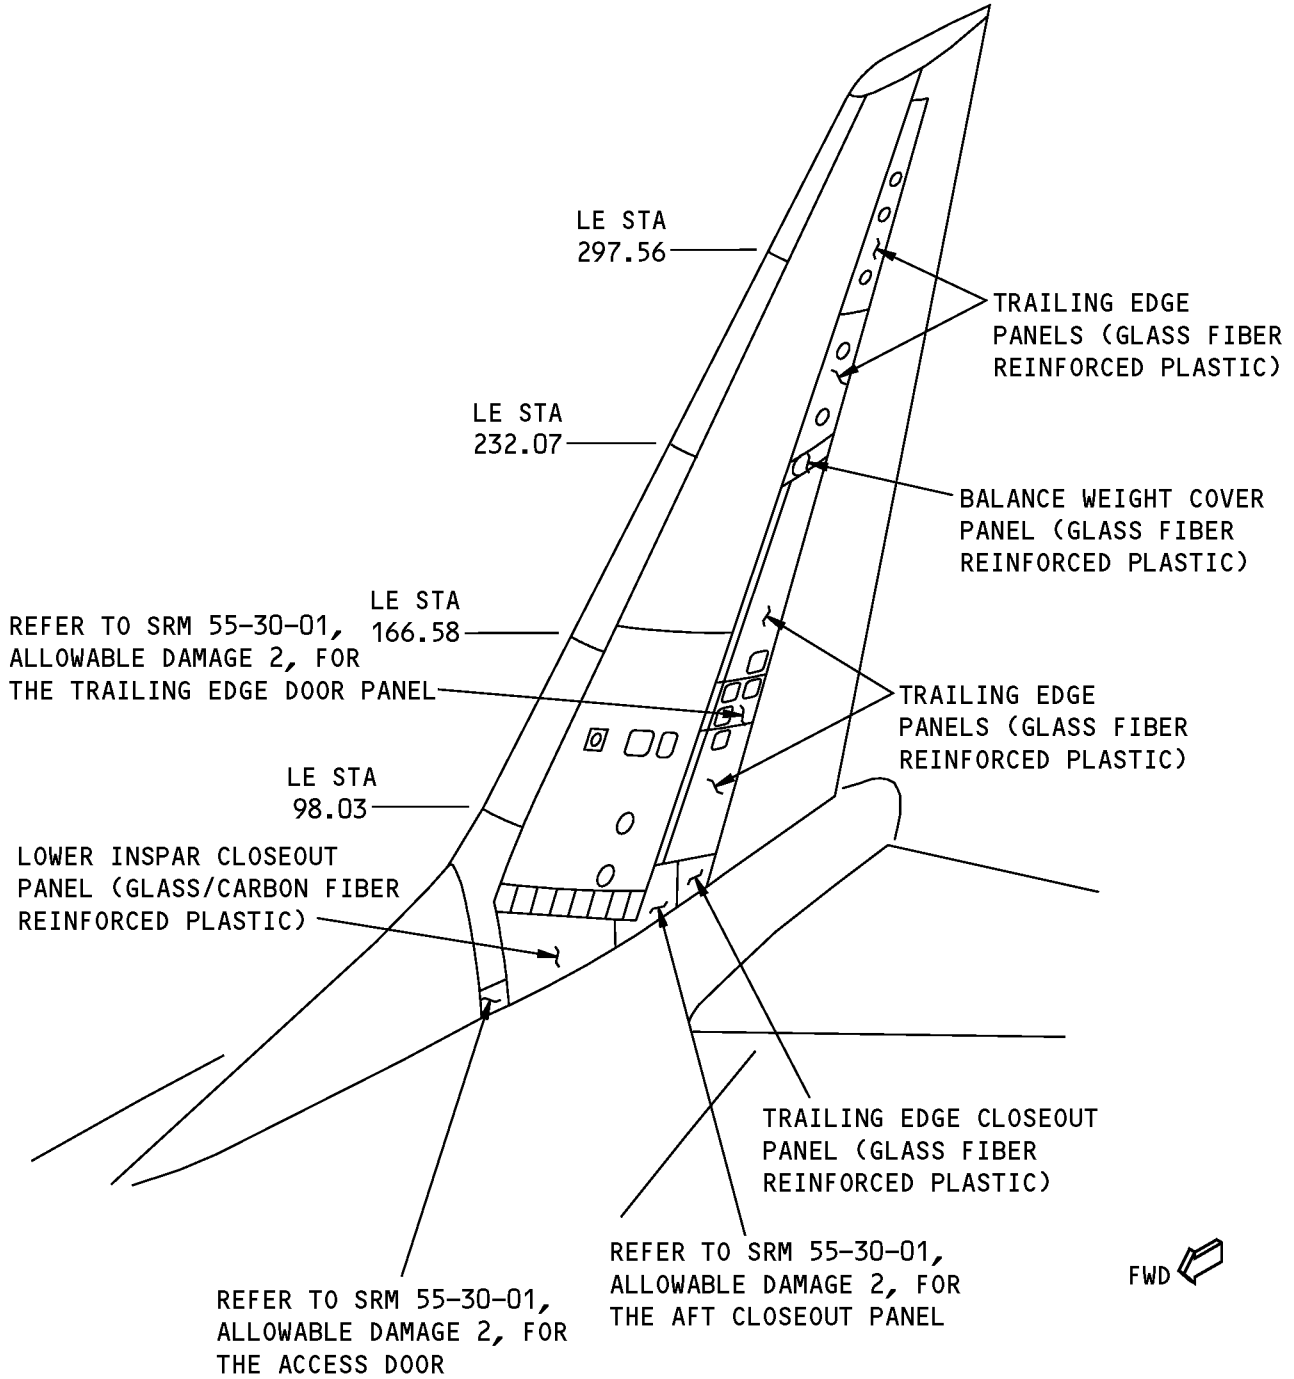 LE STA
297.56
TRAILING EDGE
PANELS (GLASS FIBER
REINFORCED PLASTIC)
LE STA
232.07
BALANCE WEIGHT COVER
PANEL (GLASS FIBER
REINFORCED PLASTIC)
LE STA
166.58
REFER TO SRM 55-30-01,
ALLOWABLE DAMAGE 2, FOR
THE TRAILING EDGE DOOR PANEL
TRAILING EDGE
PANELS (GLASS FIBER
REINFORCED PLASTIC)
LE STA
98.03
LOWER INSPAR CLOSEOUT
PANEL (GLASS/CARBON FIBER
REINFORCED PLASTIC)
TRAILING EDGE CLOSEOUT
PANEL (GLASS FIBER
REINFORCED PLASTIC)
REFER TO SRM 55-30-01,
ALLOWABLE DAMAGE 2, FOR
THE AFT CLOSEOUT PANEL
FWD
REFER TO SRM 55-30-01,
ALLOWABLE DAMAGE 2, FOR
THE ACCESS DOOR